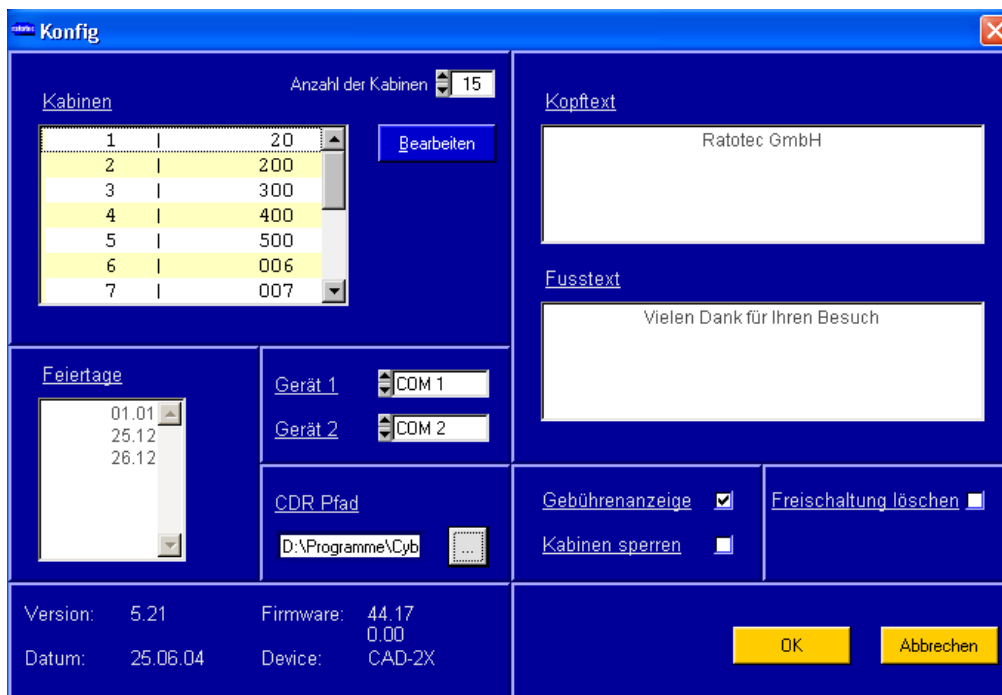 Konfig
Anzahl der Kabinen 15
Kabinen
1 | 20
2 | 200
3 | 300
4 | 400
5 | 500
6 | 006
7 | 007
Bearbeiten
Kopftext
Ratotec GmbH
Fusstext
Vielen Dank für Ihren Besuch
Feiertage
01.01
25.12
26.12
Gerät 1 COM 1
Gerät 2 COM 2
CDR Pfad
D:\Programme\Cyb ...
Gebührenanzeige
Kabinen sperren
Freischaltung löschen
Version: 5.21
Firmware: 44.17
0.00
Datum: 25.06.04
Device: CAD-2X
OK
Abbrechen